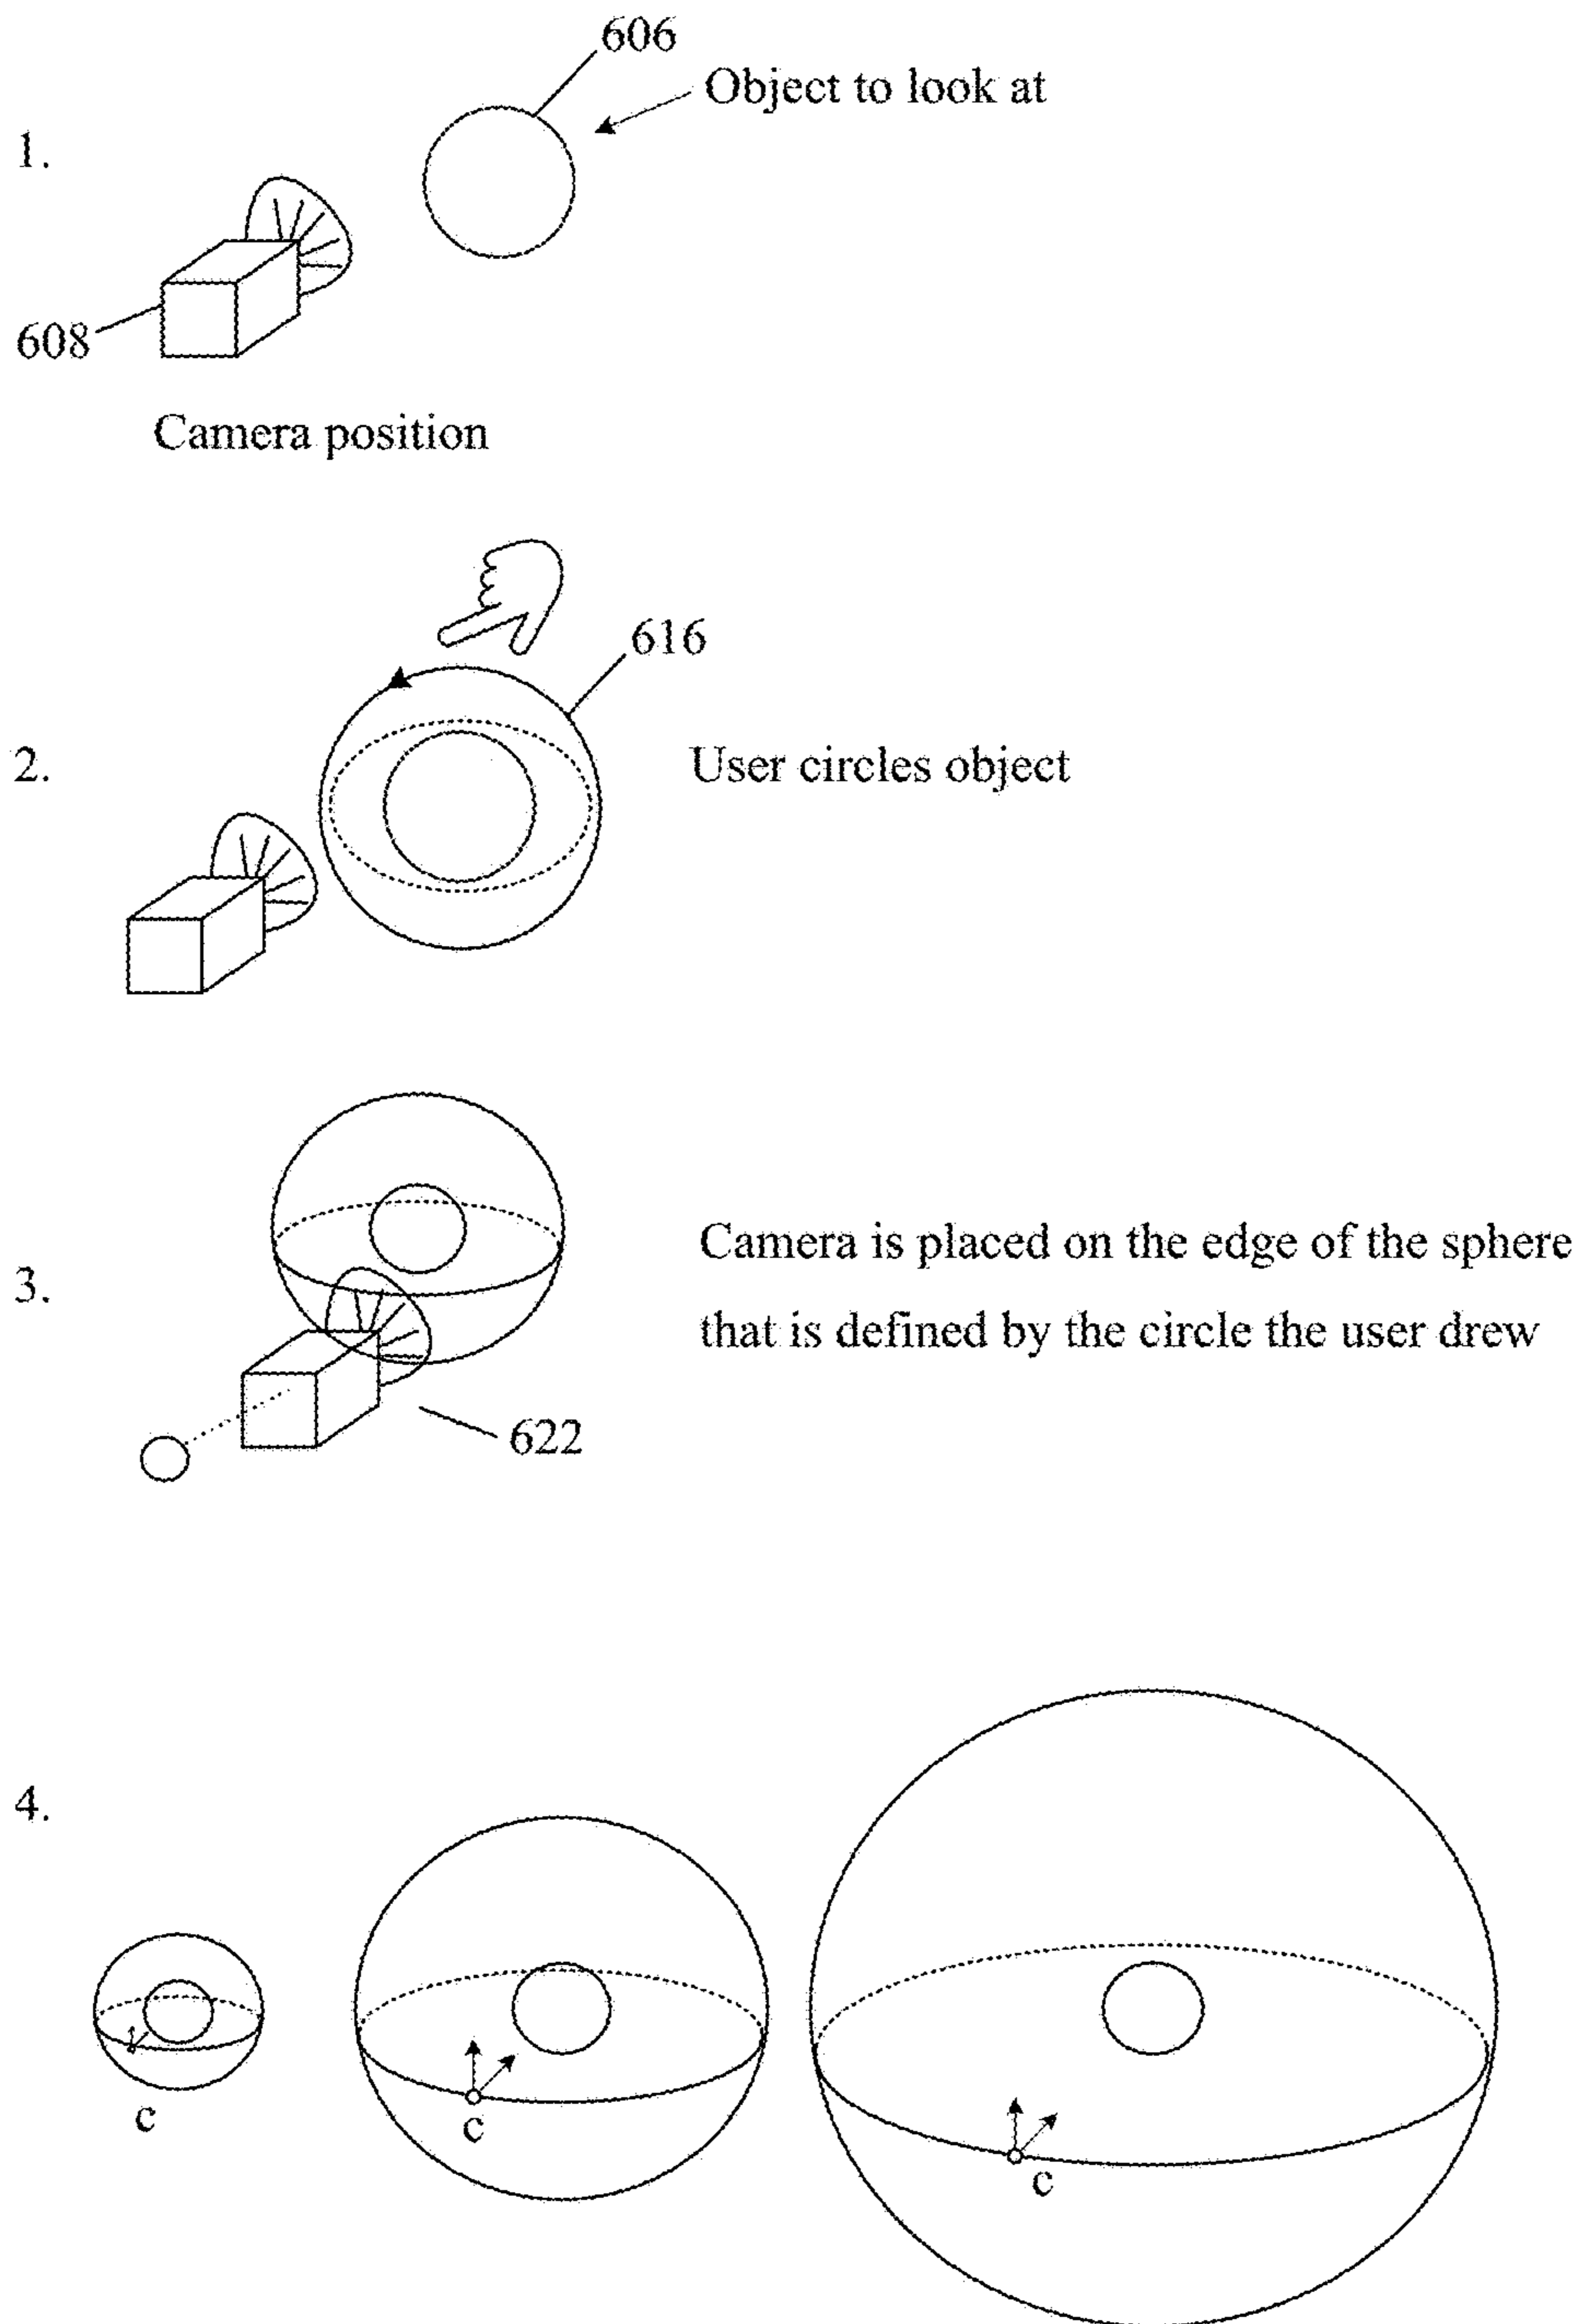 606
Object to look at
1.
608
Camera position
616
2.
User circles object
Camera is placed on the edge of the sphere
3.
that is defined by the circle the user drew
622
4.
c
c
c